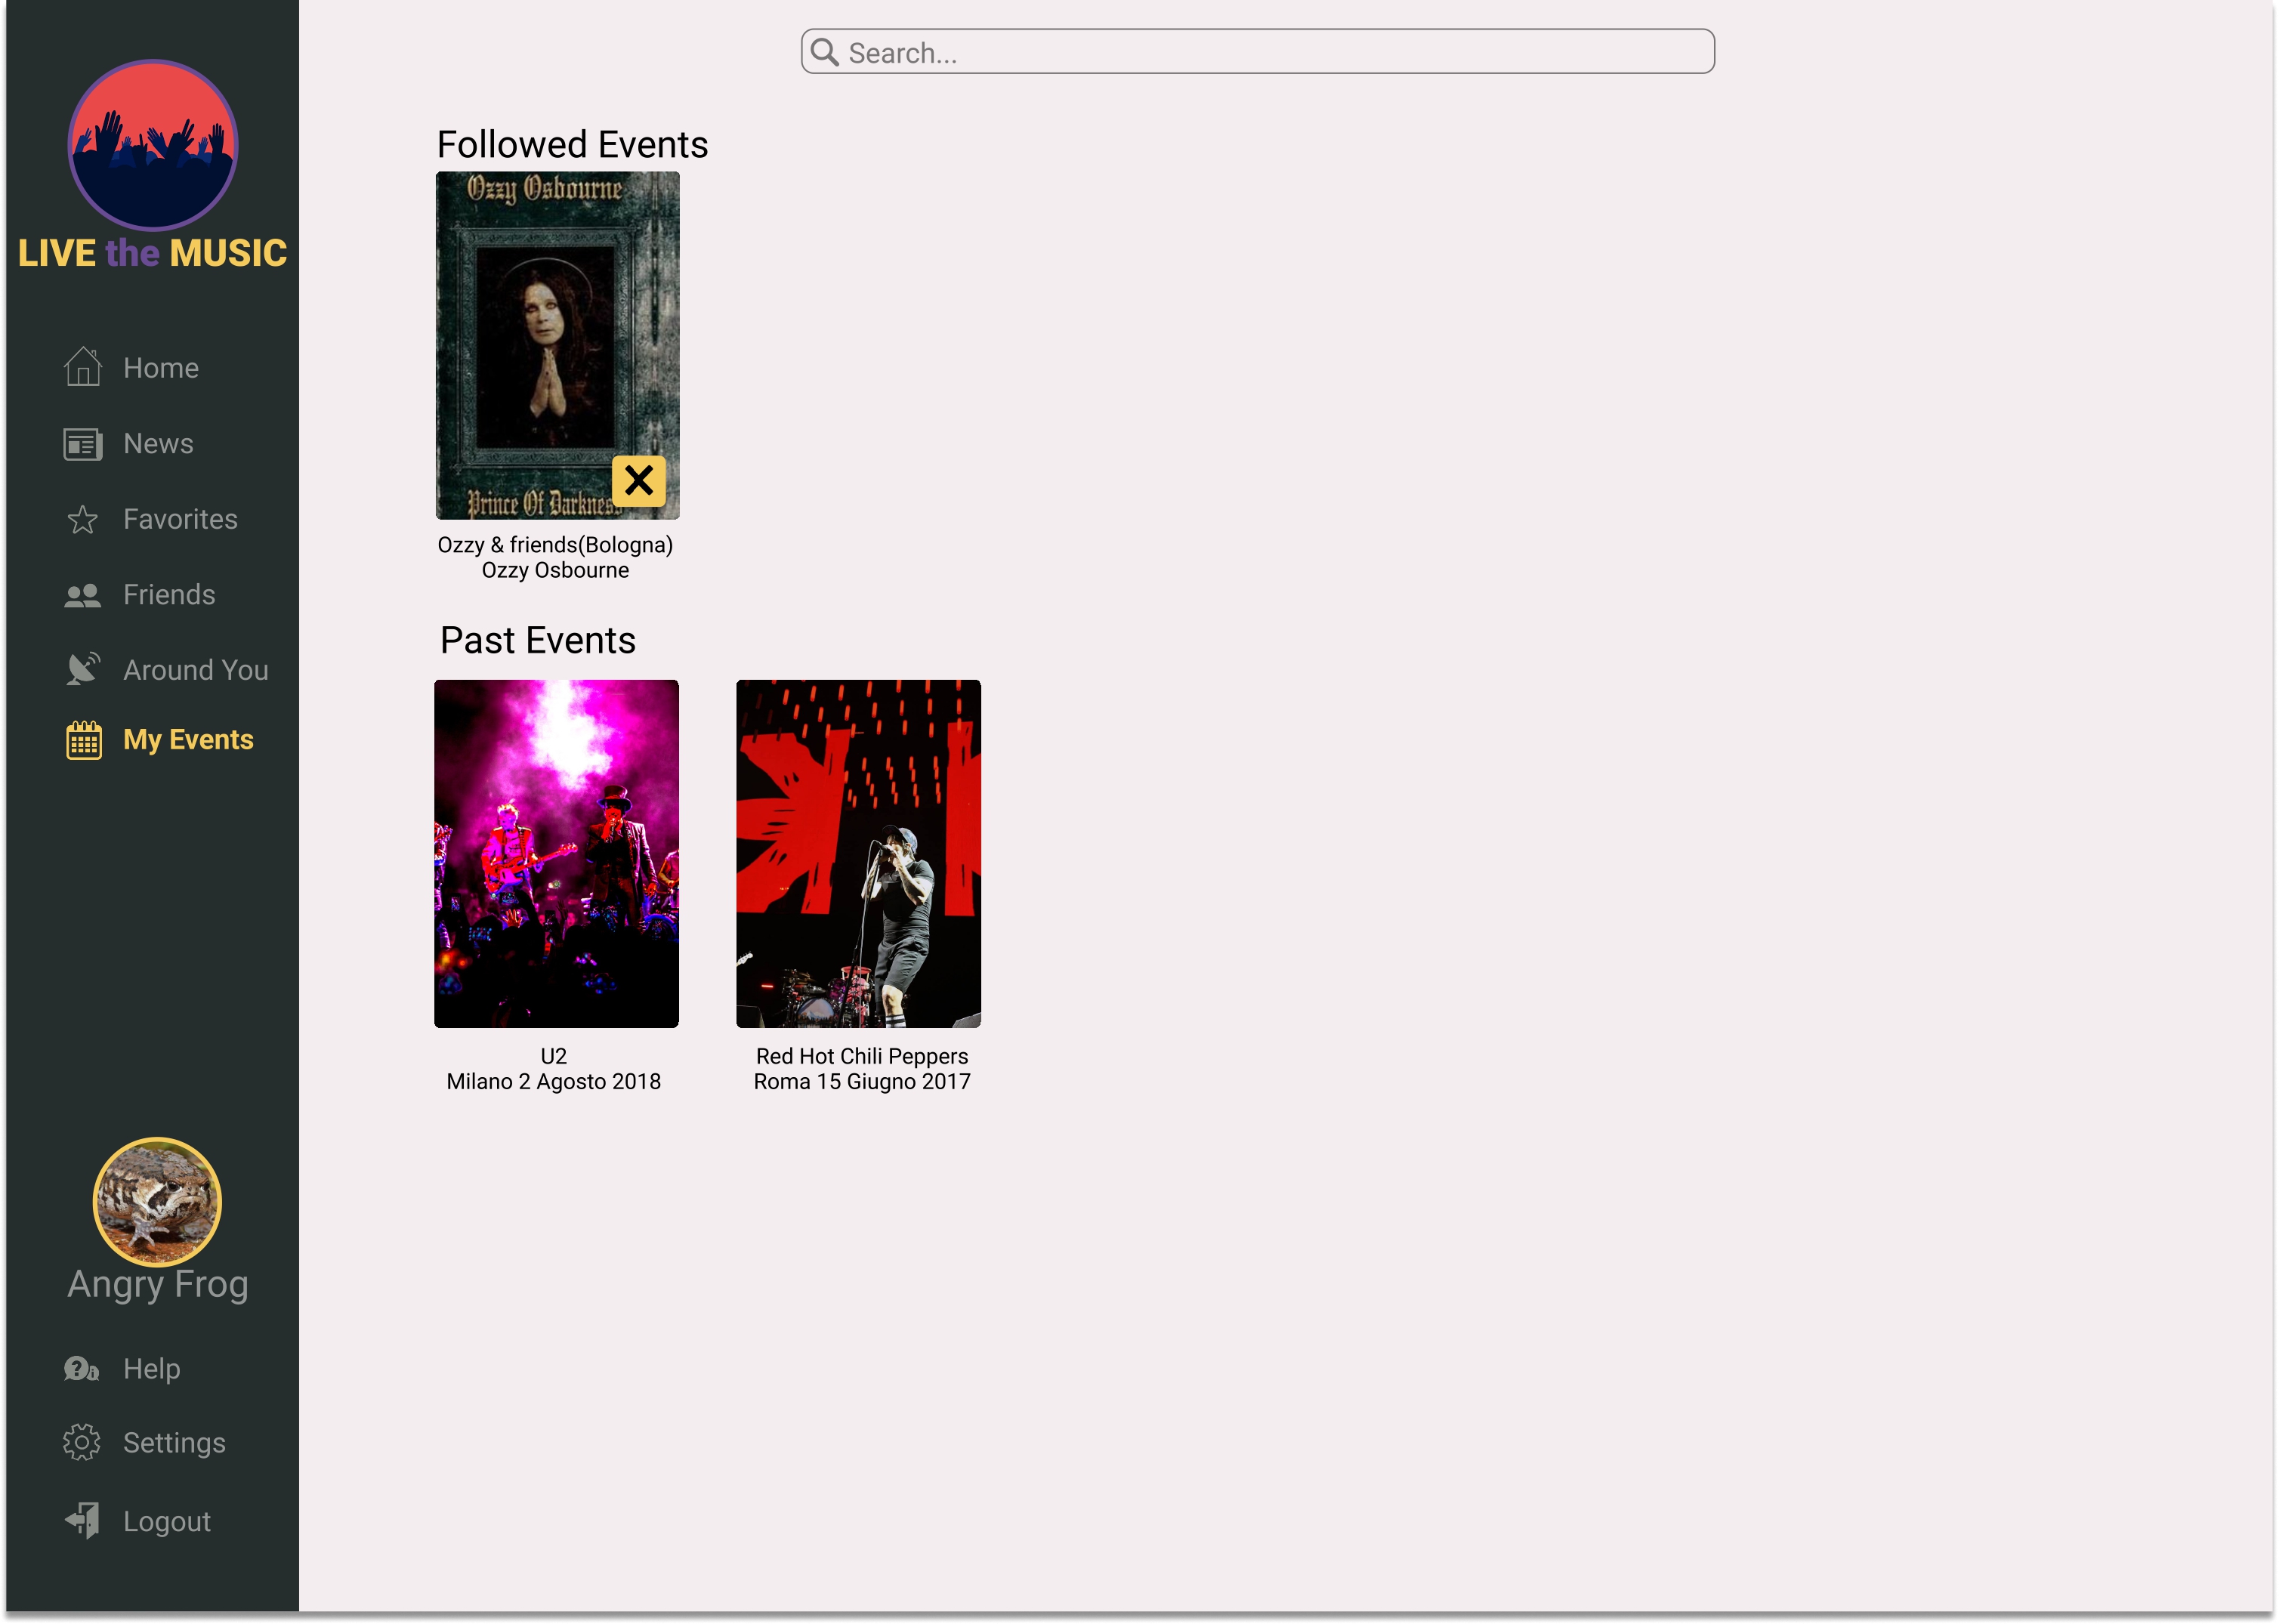 LIVE the MUSIC
Home
News
Favorites
Friends
Around You
My Events
Angry Frog
Help
Settings
Logout
Search...
Followed Events
Ozzy Osbourne
Prince Of Darkness
Ozzy & friends(Bologna)
Ozzy Osbourne
Past Events
U2
Milano 2 Agosto 2018
Red Hot Chili Peppers
Roma 15 Giugno 2017